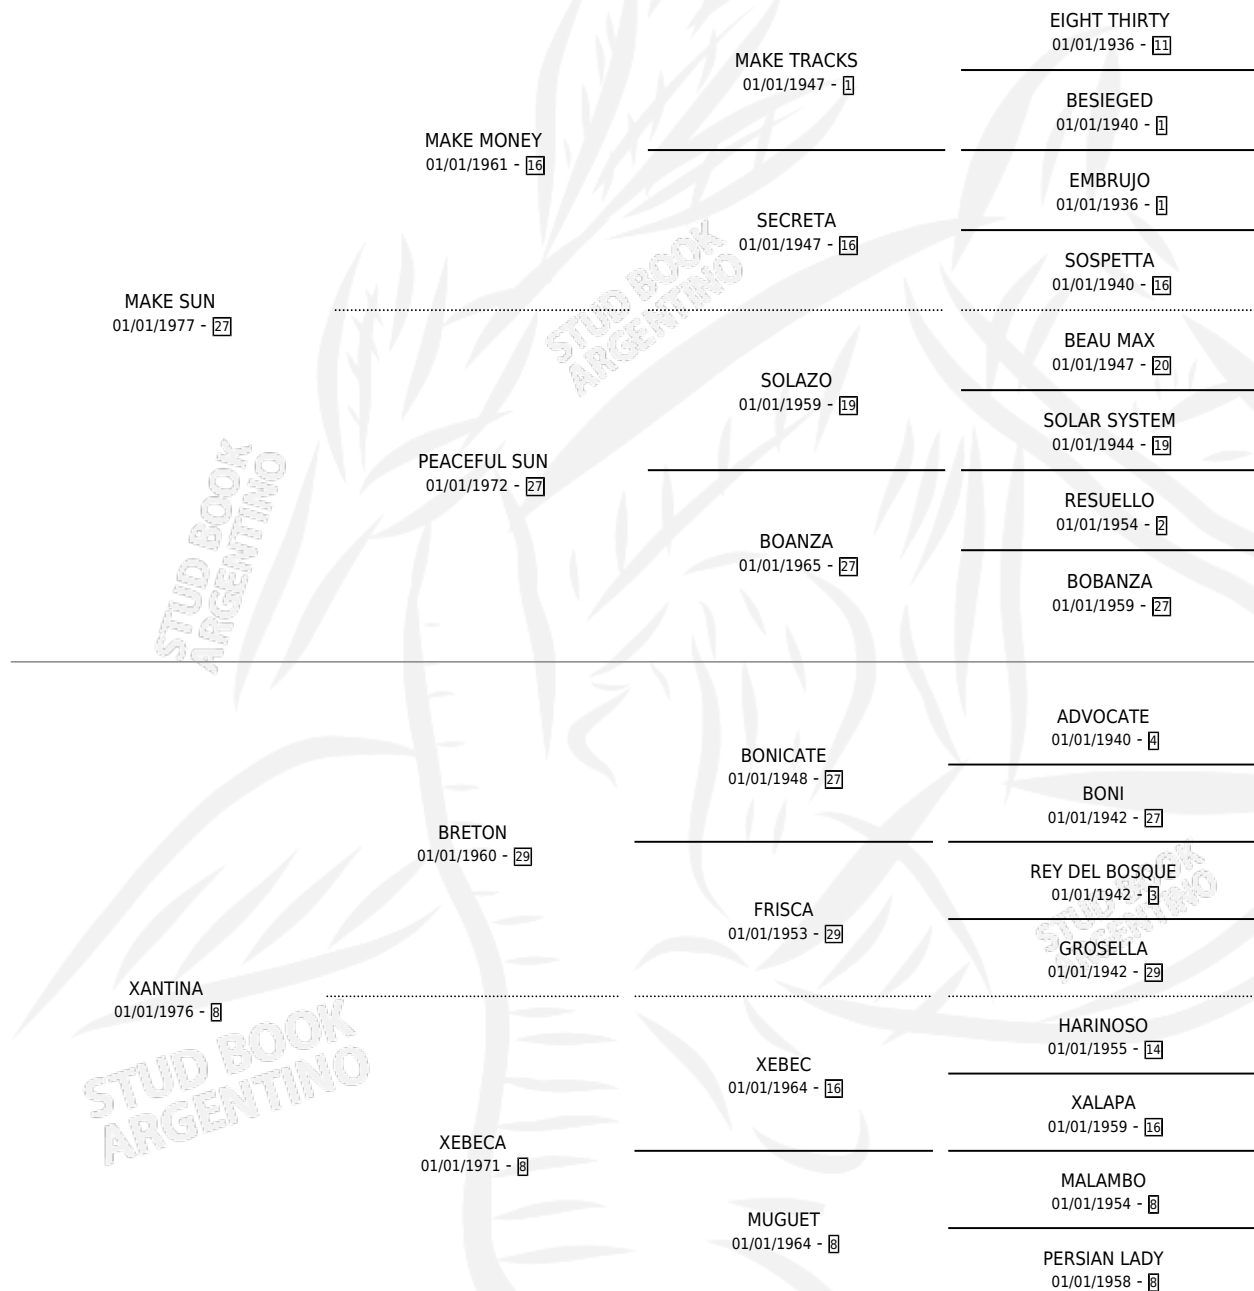 EIGHT THIRTY
01/01/1936 - 11
MAKE TRACKS
01/01/1947 - 1
BESIEGED
01/01/1940 - 1
MAKE MONEY
01/01/1961 - 16
EMBRUJO
01/01/1936 - 1
SECRETA
01/01/1947 - 16
SOSPETTA
01/01/1940 - 16
MAKE SUN
01/01/1977 - 27
STUD BOOK
ARGENTINO
BEAU MAX
01/01/1947 - 20
SOLAZO
01/01/1959 - 19
SOLAR SYSTEM
01/01/1944 - 19
PEACEFUL SUN
01/01/1972 - 27
RESUELLO
01/01/1954 - 2
BOANZA
01/01/1965 - 27
BOBANZA
01/01/1959 - 27
STUD BOOK
ARGENTINO
ADVOCATE
01/01/1940 - 4
BONICATE
01/01/1948 - 27
BONI
01/01/1942 - 27
BRETON
01/01/1960 - 29
REY DEL BOSQUE
01/01/1942 - 3
FRISCA
01/01/1953 - 29
GROSELLA
01/01/1942 - 29
STUD BOOK
ARGENTINO
XANTINA
01/01/1976 - 8
HARINOSO
01/01/1955 - 14
XEBEC
01/01/1964 - 16
XALAPA
01/01/1959 - 16
STUD BOOK
ARGENTINO
XEBECA
01/01/1971 - 8
MALAMBO
01/01/1954 - 8
MUGUET
01/01/1964 - 8
PERSIAN LADY
01/01/1958 - 8